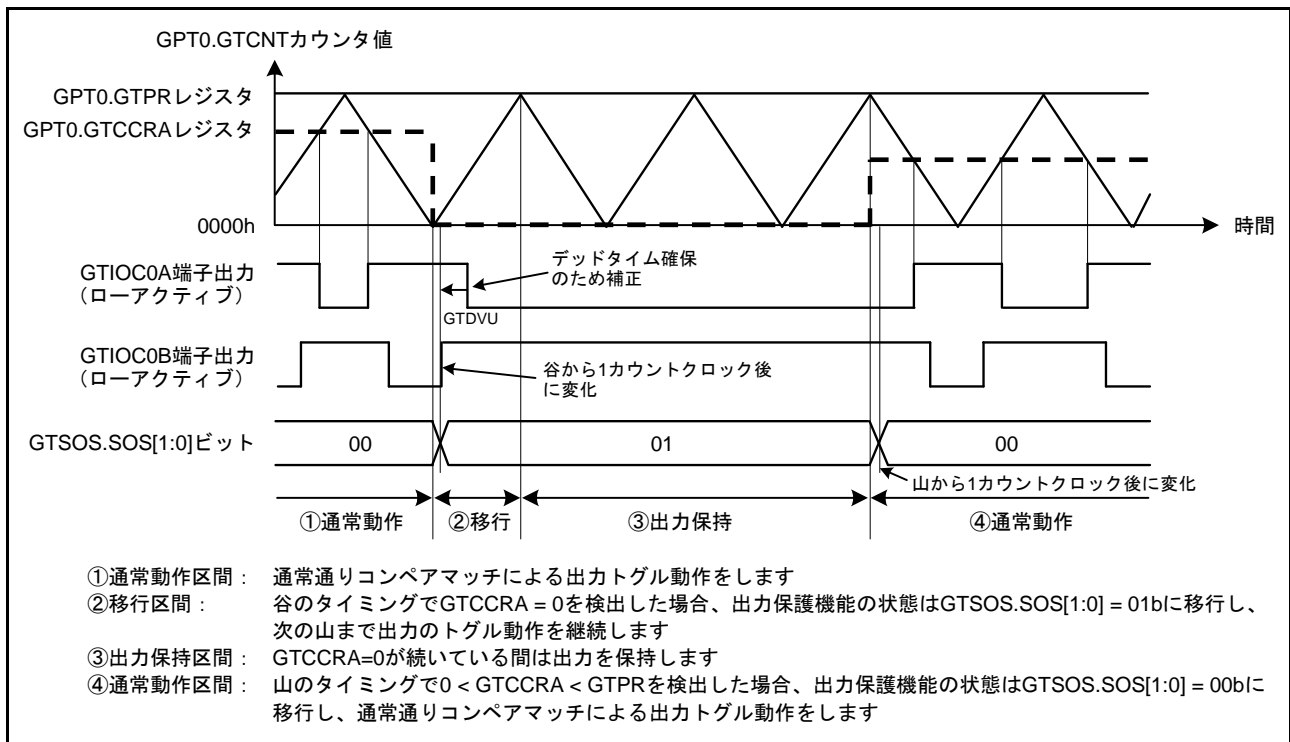 GPT0.GTCNTカウンタ値
GPT0.GTPRレジスタ
GPT0.GTCCRAレジスタ
0000h
時間
GTIOC0A端子出力
(ローアクティブ)
デッドタイム確保
のため補正
GTDVU
GTIOC0B端子出力
(ローアクティブ)
谷から1カウントクロック後
に変化
GTSOS.SOS[1:0]ビット
00
01
00
山から1カウントクロック後に変化
①通常動作
②移行
③出力保持
④通常動作
①通常動作区間: 通常通りコンペアマッチによる出力トグル動作をします
②移行区間: 谷のタイミングでGTCCRA = 0を検出した場合、出力保護機能の状態はGTSOS.SOS[1:0] = 01bに移行し、
次の山まで出力のトグル動作を継続します
③出力保持区間: GTCCRA=0が続いている間は出力を保持します
④通常動作区間: 山のタイミングで0 < GTCCRA < GTPRを検出した場合、出力保護機能の状態はGTSOS.SOS[1:0] = 00bに
移行し、通常通りコンペアマッチによる出力トグル動作をします